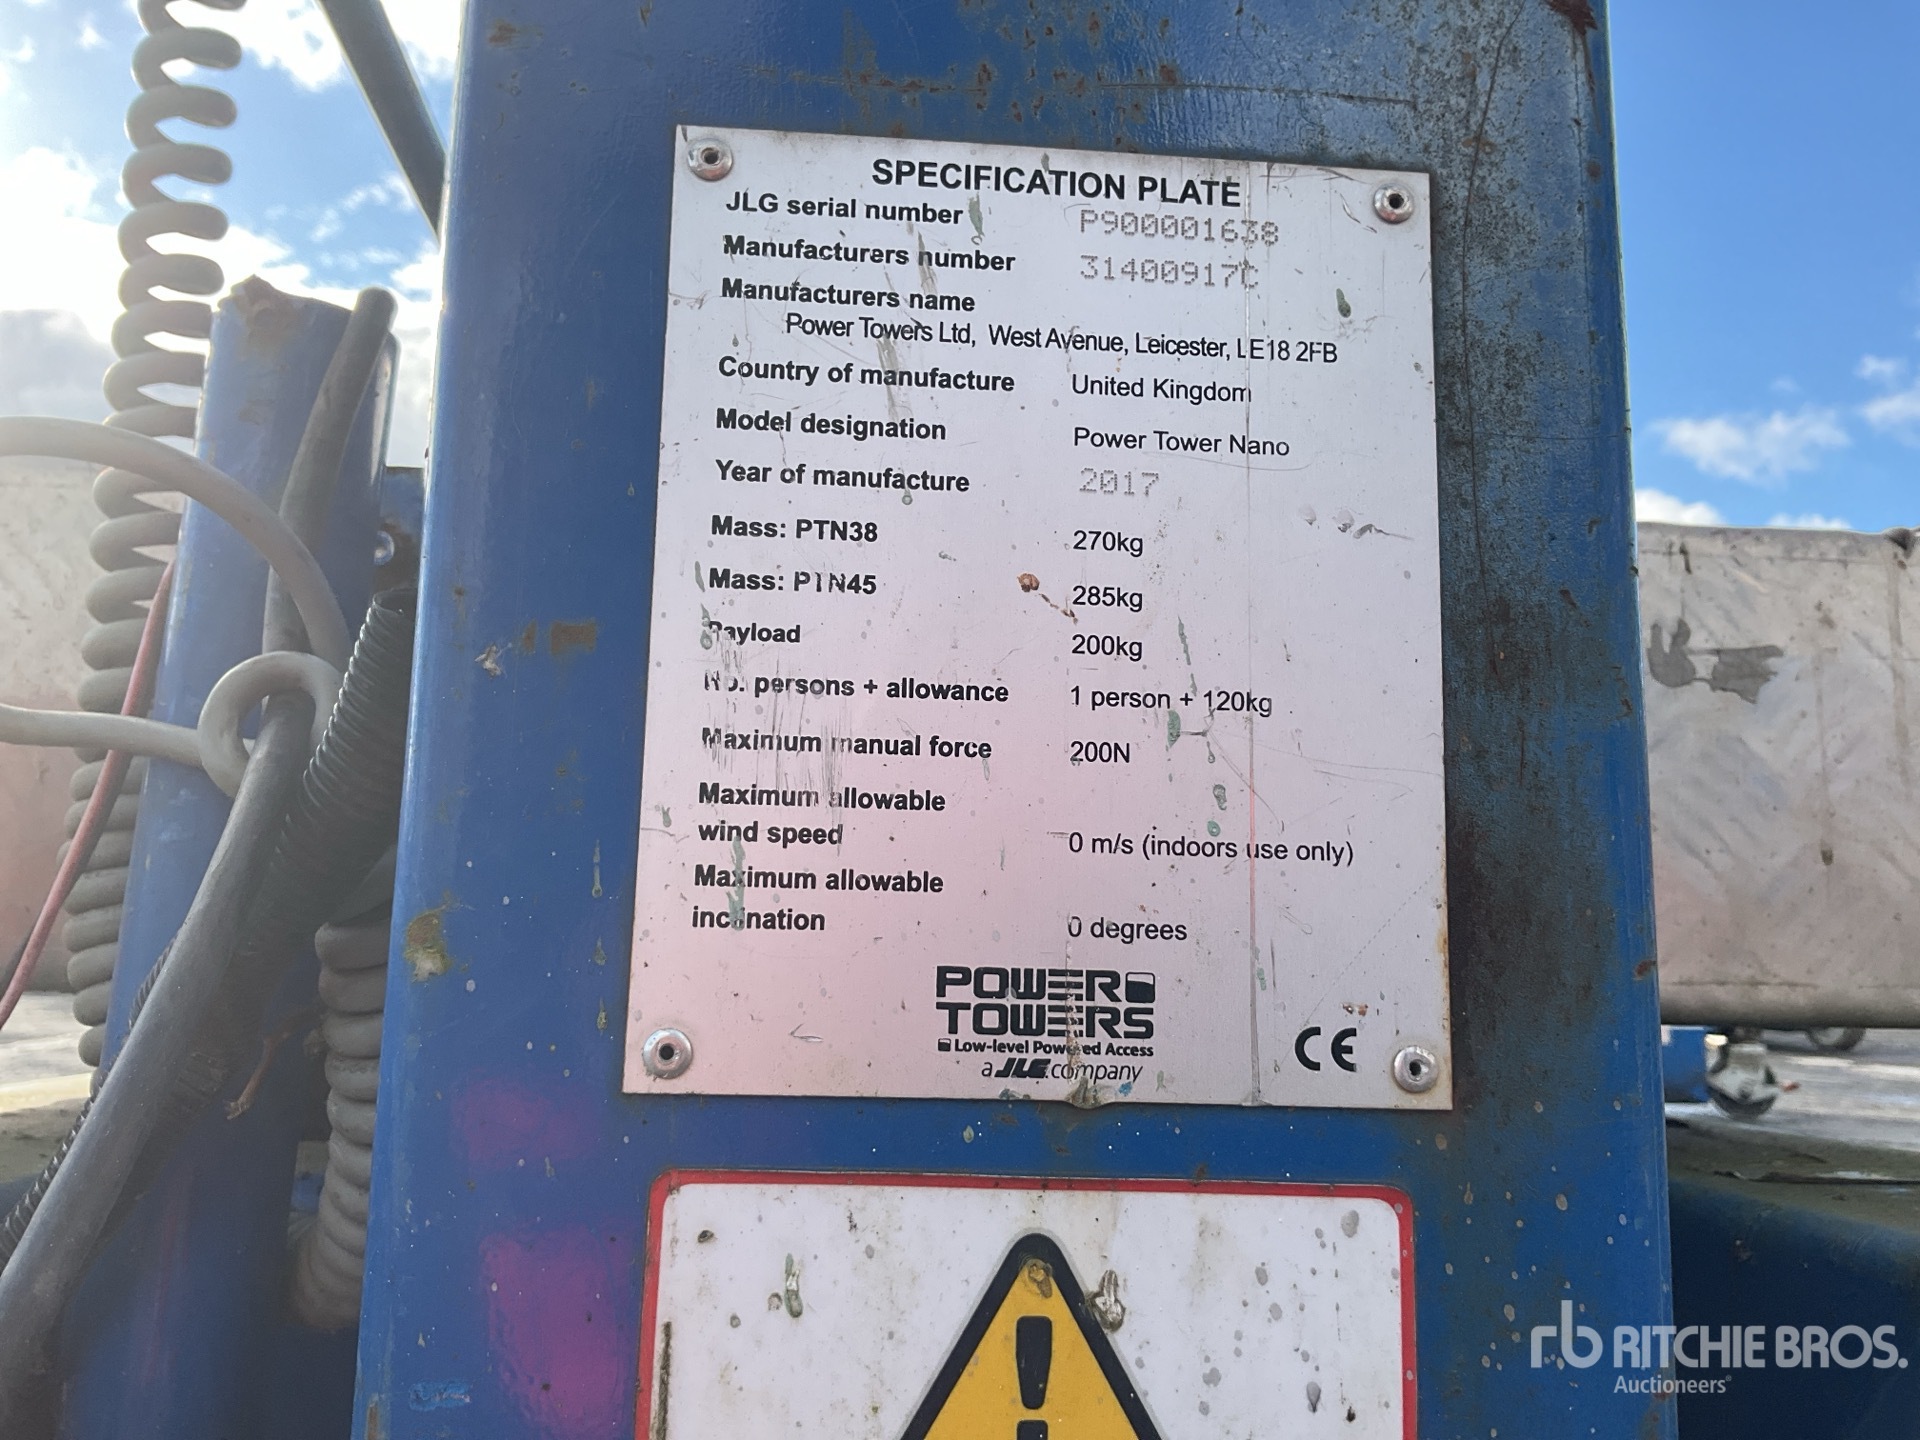 SPECIFICATION PLATE
JLG serial number P900001638
Manufacturers number 31400917C
Manufacturers name
Power Towers Ltd, West Avenue, Leicester, LE18 2FB
Country of manufacture United Kingdom
Model designation Power Tower Nano
Year of manufacture 2017
Mass: PTN38 270kg
Mass: PTN45 285kg
Payload 200kg
No. persons + allowance 1 person + 120kg
Maximum manual force 200N
Maximum allowable
wind speed 0 m/s (indoors use only)
Maximum allowable
inclination 0 degrees
POWER
TOWERS
Low-level Powered Access
a JLG company
CE
rb RITCHIE BROS.
Auctioneers